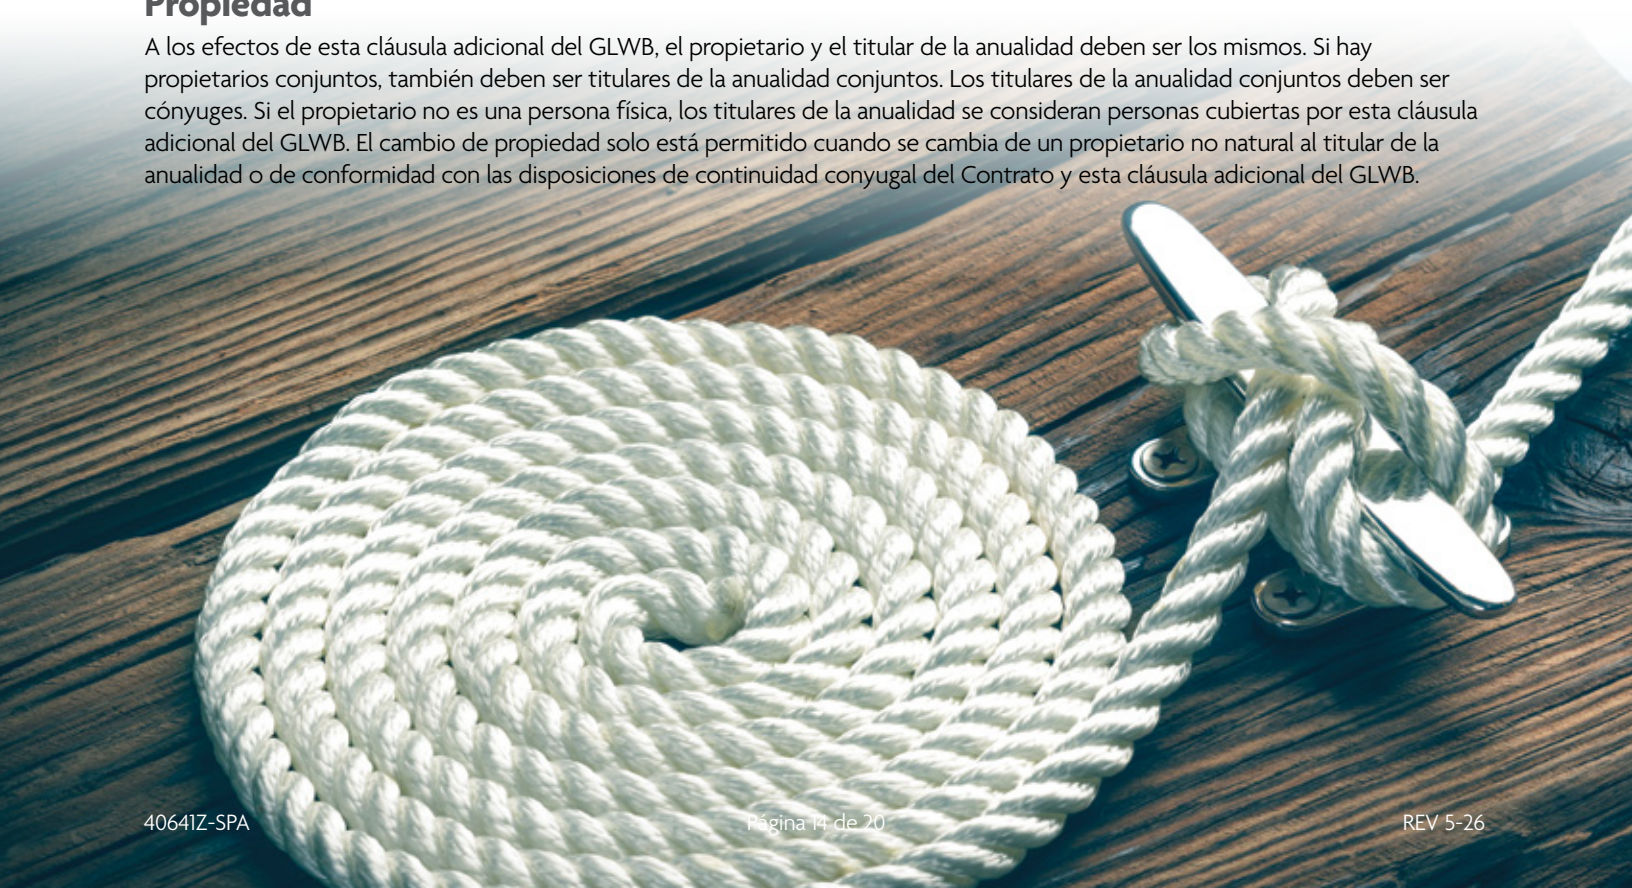 Propiedad
A los efectos de esta cláusula adicional del GLWB, el propietario y el titular de la anualidad deben ser los mismos. Si hay
propietarios conjuntos, también deben ser titulares de la anualidad conjuntos. Los titulares de la anualidad conjuntos deben ser
cónyuges. Si el propietario no es una persona física, los titulares de la anualidad se consideran personas cubiertas por esta cláusula
adicional del GLWB. El cambio de propiedad solo está permitido cuando se cambia de un propietario no natural al titular de la
anualidad o de conformidad con las disposiciones de continuidad conyugal del Contrato y esta cláusula adicional del GLWB.
40641Z-SPA
Página 14 de 20
REV 5-26